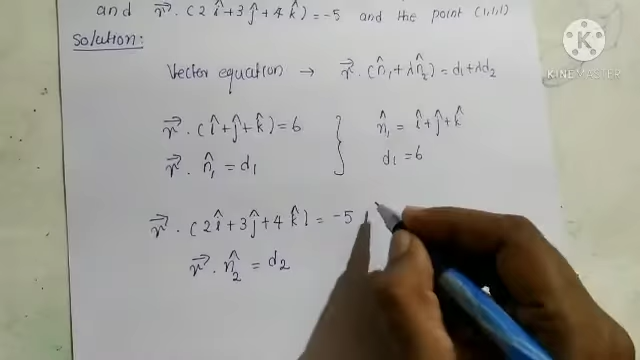 and r⃗ . (2î+3ĵ+4k̂) = -5 and the point (1,1,1)
Solution:
Vector equation → r⃗ . (n̂₁+λn̂₂) = d₁+λd₂
r⃗ . (î+ĵ+k̂) = 6 } n̂₁ = î+ĵ+k̂
r⃗ . n̂₁ = d₁ d₁ = 6
r⃗ . (2î+3ĵ+4k̂) = -5
r⃗ . n̂₂ = d₂
K
KINEMASTER